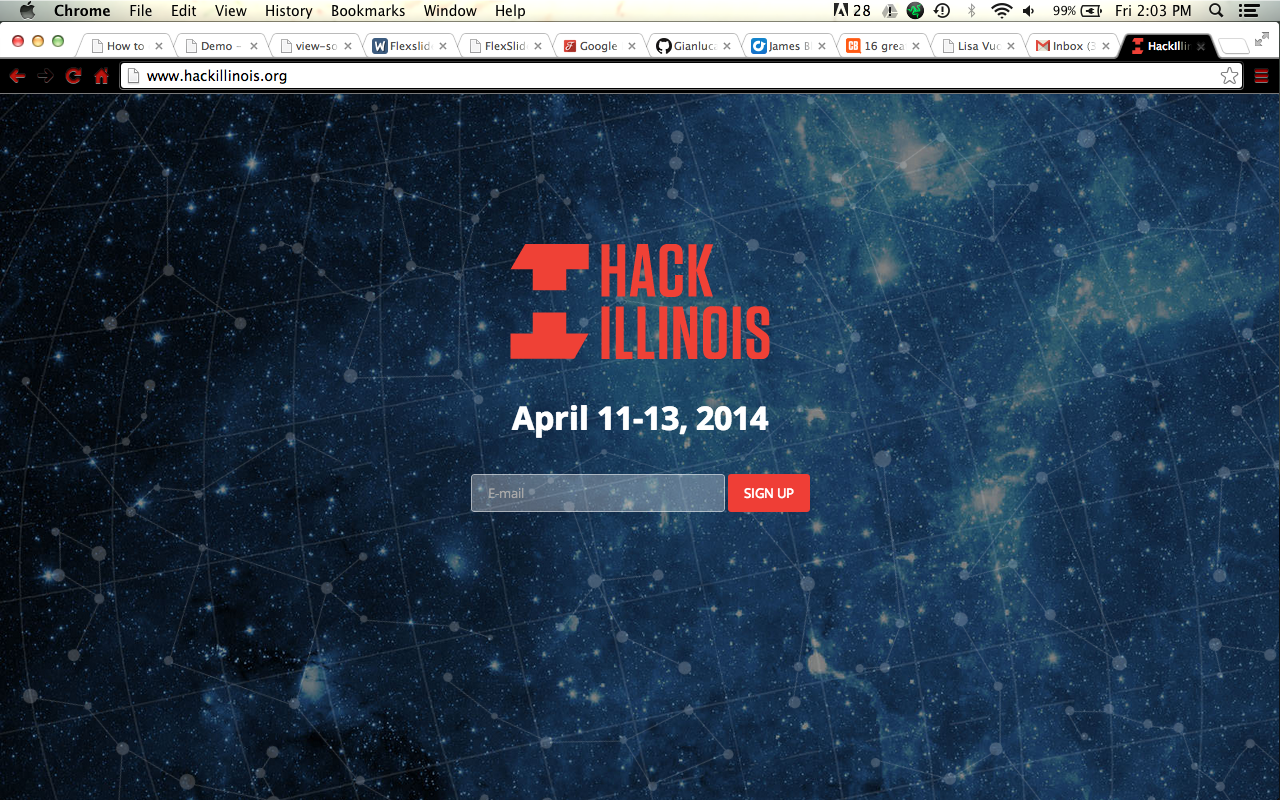 Chrome File Edit View History Bookmarks Window Help 28 99% Fri 2:03 PM
How to Demo – view-so Flexslid FlexSlid Google Gianluc James B 16 grea Lisa Vuc Inbox (3 HackIllin
www.hackillinois.org
HACK
ILLINOIS
April 11-13, 2014
E-mail SIGN UP